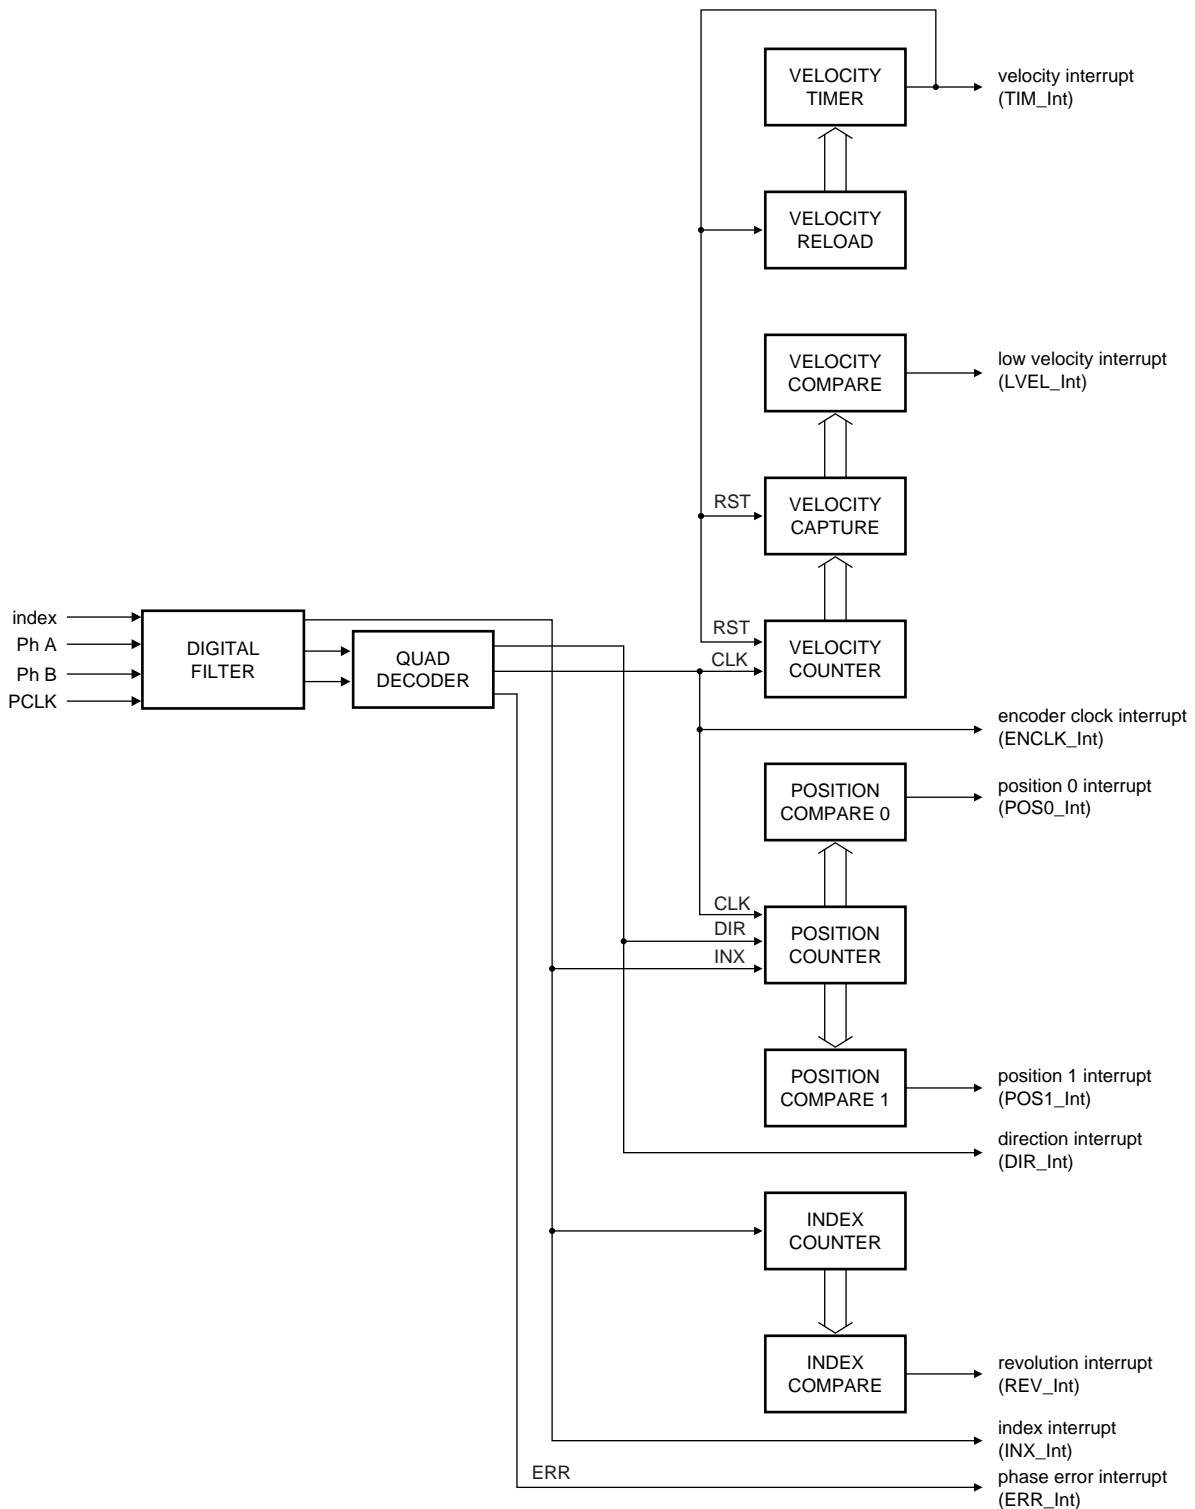 VELOCITY
TIMER
velocity interrupt
(TIM_Int)
VELOCITY
RELOAD
VELOCITY
COMPARE
low velocity interrupt
(LVEL_Int)
RST
VELOCITY
CAPTURE
index
Ph A
Ph B
PCLK
DIGITAL
FILTER
QUAD
DECODER
RST
CLK
VELOCITY
COUNTER
encoder clock interrupt
(ENCLK_Int)
POSITION
COMPARE 0
position 0 interrupt
(POS0_Int)
CLK
DIR
INX
POSITION
COUNTER
POSITION
COMPARE 1
position 1 interrupt
(POS1_Int)
direction interrupt
(DIR_Int)
INDEX
COUNTER
INDEX
COMPARE
revolution interrupt
(REV_Int)
index interrupt
(INX_Int)
ERR
phase error interrupt
(ERR_Int)